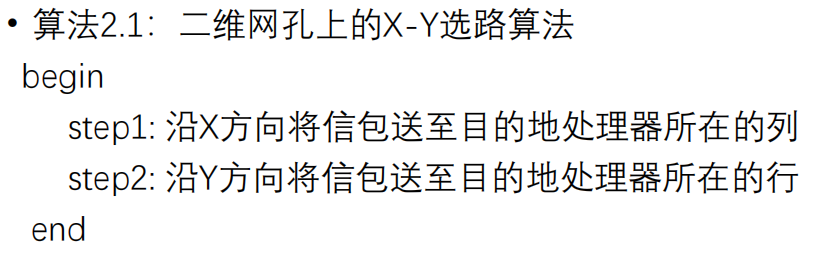 • 算法2.1：二维网孔上的X-Y选路算法
begin
step1: 沿X方向将信包送至目的地处理器所在的列
step2: 沿Y方向将信包送至目的地处理器所在的行
end